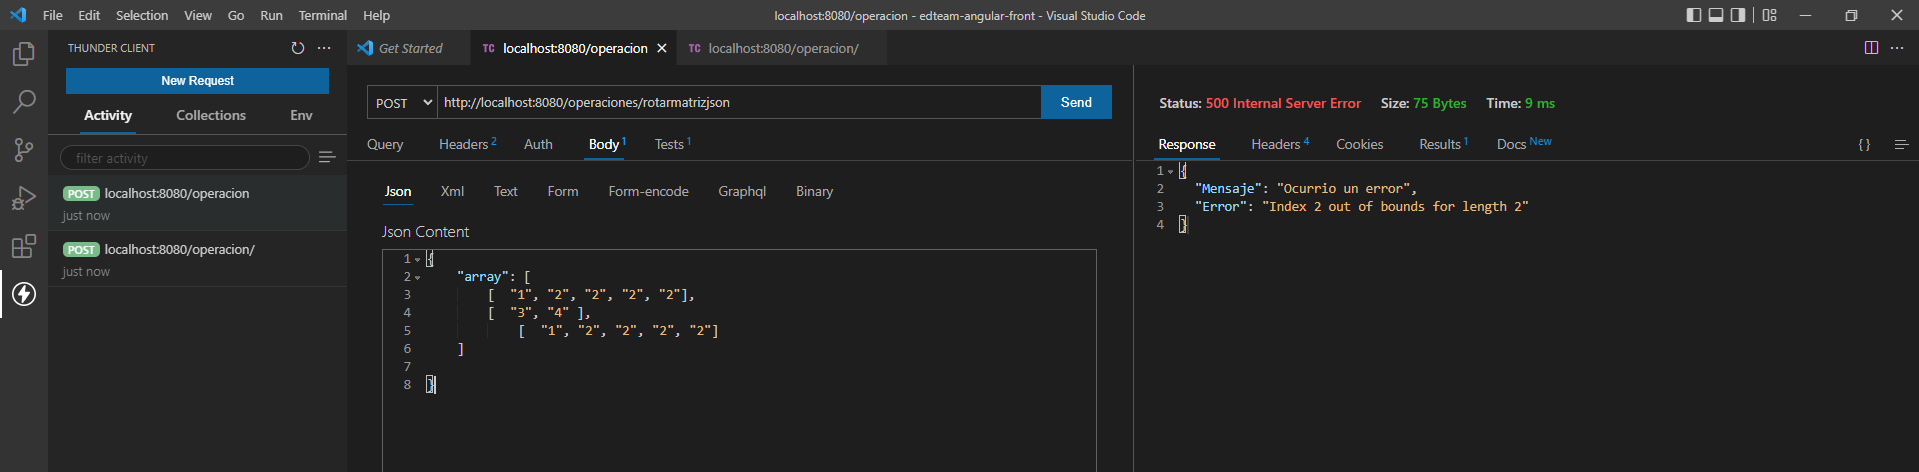 File Edit Selection View Go Run Terminal Help
localhost:8080/operacion - edteam-angular-front - Visual Studio Code
THUNDER CLIENT
New Request
Activity Collections Env
filter activity
POST localhost:8080/operacion
just now
POST localhost:8080/operacion/
just now
Get Started
TC localhost:8080/operacion
TC localhost:8080/operacion/
POST http://localhost:8080/operaciones/rotarmatrizjson Send
Query Headers 2 Auth Body 1 Tests 1
Json Xml Text Form Form-encode Graphql Binary
Json Content
1 {
2 "array": [
3 [ "1", "2", "2", "2", "2"],
4 [ "3", "4" ],
5 [ "1", "2", "2", "2", "2"]
6 ]
7
8 }
Status: 500 Internal Server Error Size: 75 Bytes Time: 9 ms
Response Headers 4 Cookies Results 1 Docs New { }
1 {
2 "Mensaje": "Ocurrio un error",
3 "Error": "Index 2 out of bounds for length 2"
4 }